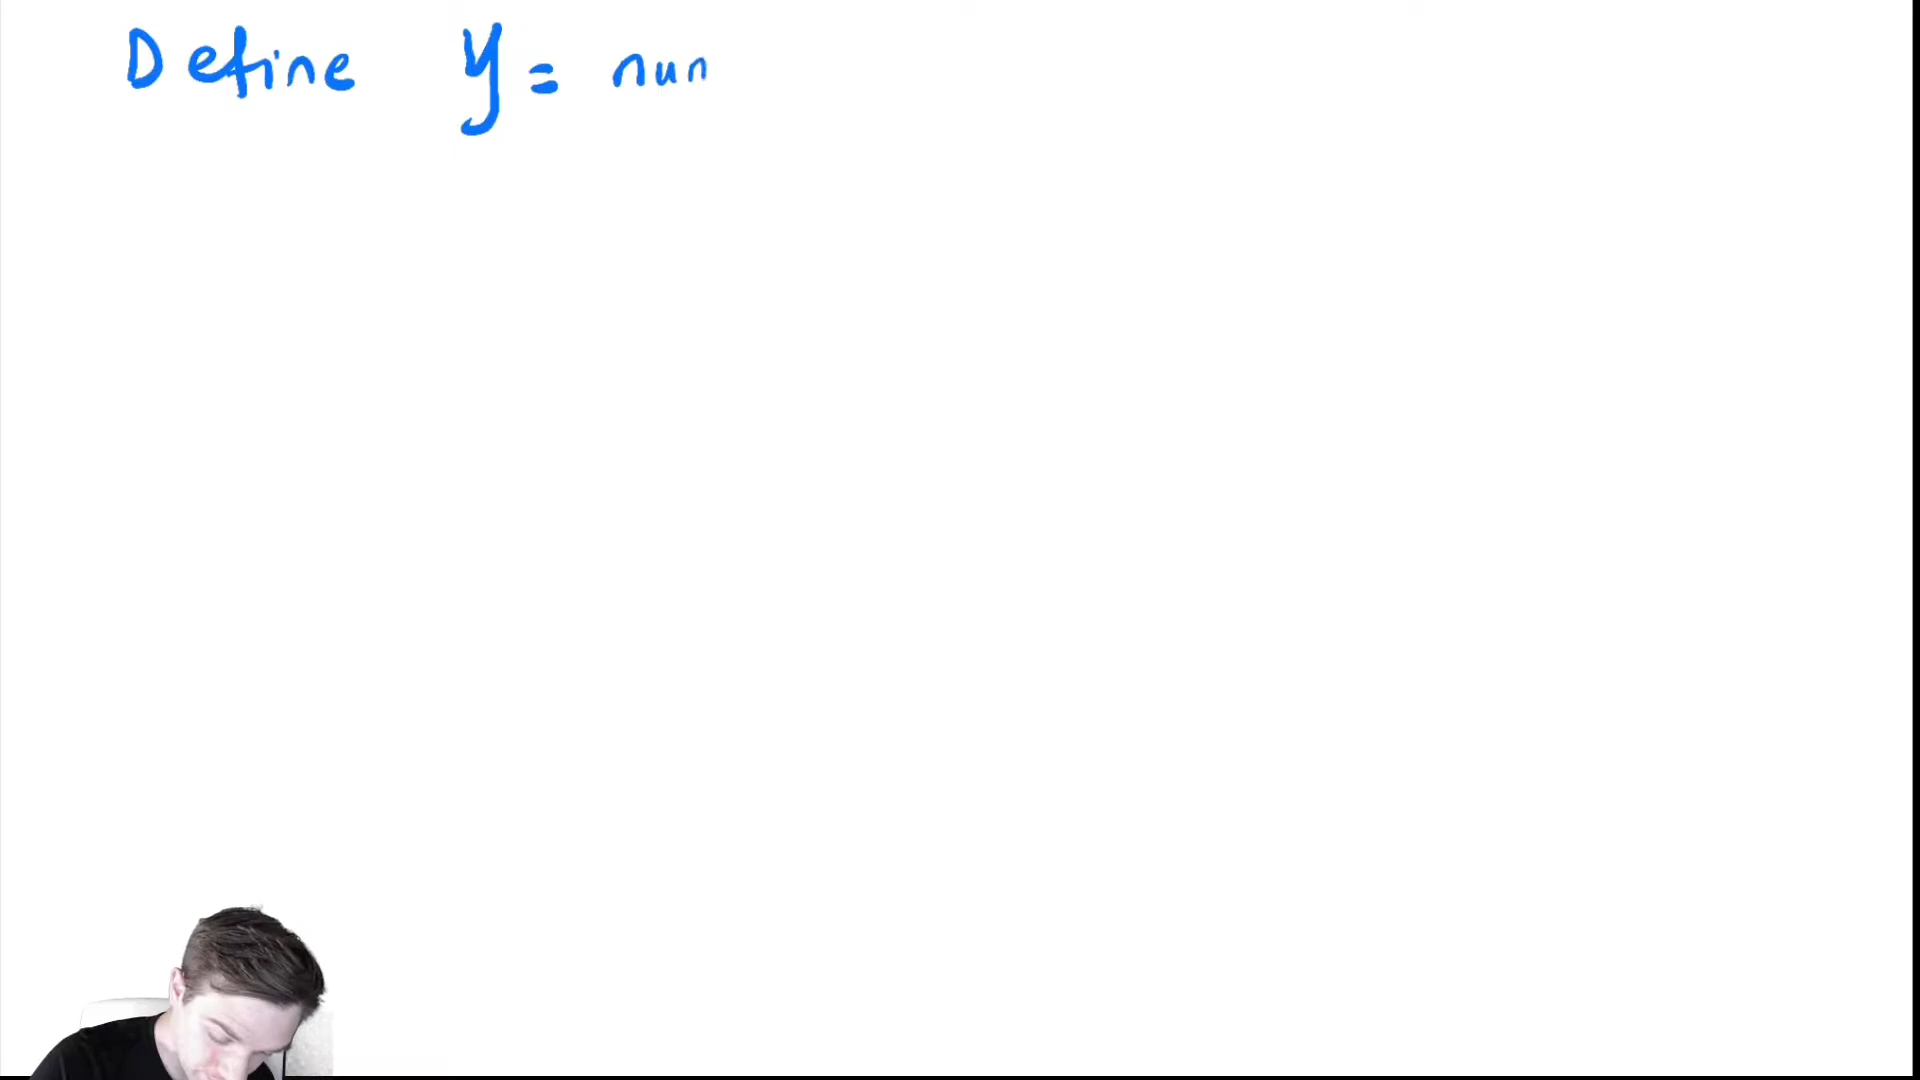 Define y = nun